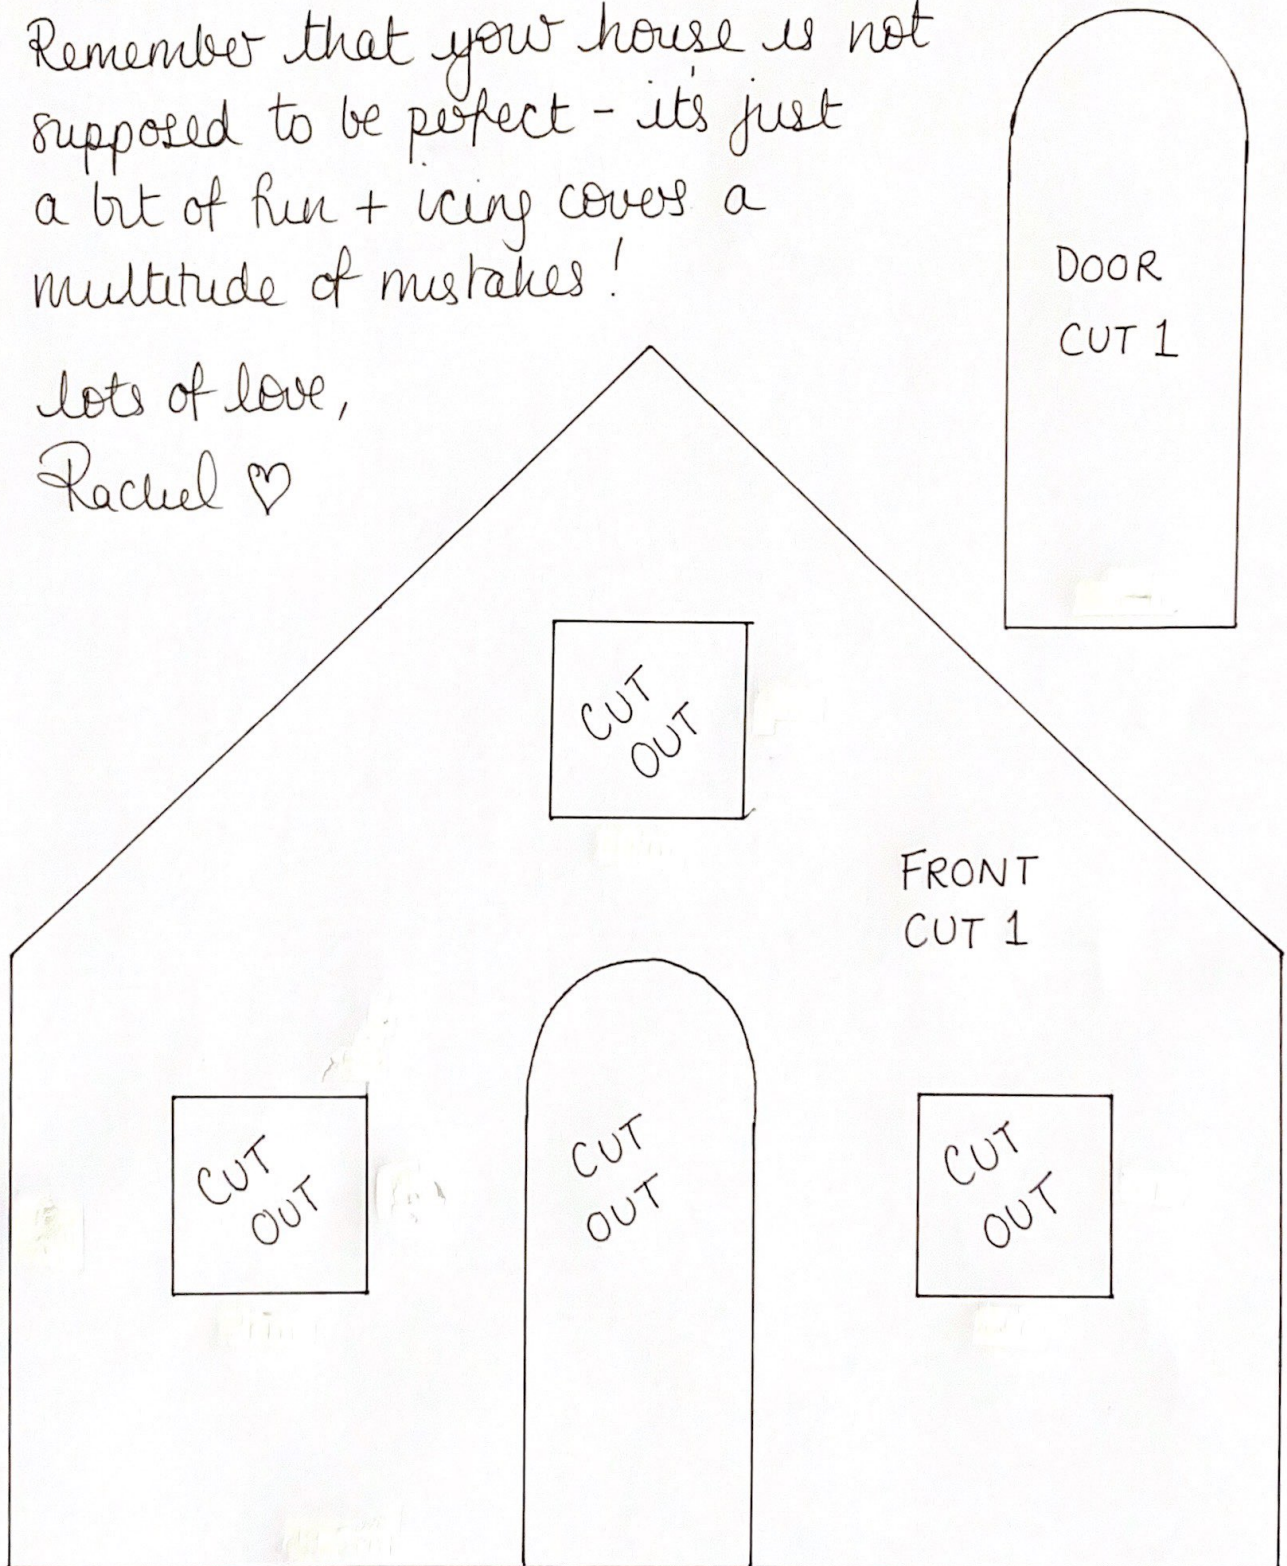 Remember that your house is not
supposed to be perfect - it's just
a bit of fun + icing covers a
multitude of mistakes!
lots of love,
Rachel ♡
DOOR
CUT 1
CUT
OUT
FRONT
CUT 1
CUT
OUT
CUT
OUT
CUT
OUT